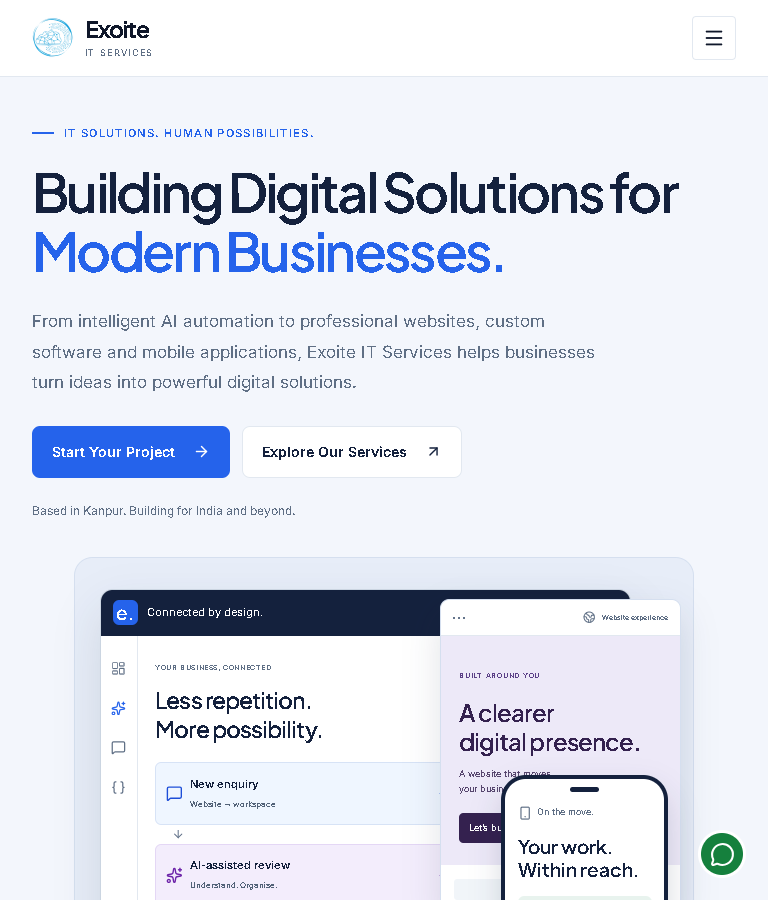 Exoite
IT SERVICES
IT SOLUTIONS. HUMAN POSSIBILITIES.
Building Digital Solutions for
Modern Businesses.
From intelligent AI automation to professional websites, custom
software and mobile applications, Exoite IT Services helps businesses
turn ideas into powerful digital solutions.
Start Your Project
Explore Our Services
Based in Kanpur. Building for India and beyond.
e.
Connected by design.
YOUR BUSINESS, CONNECTED
Less repetition.
More possibility.
New enquiry
Website → workspace
AI-assisted review
Understand. Organise.
Website experience
BUILT AROUND YOU
A clearer
digital presence.
A website that moves
your
Let's
On the move.
Your work.
Within reach.